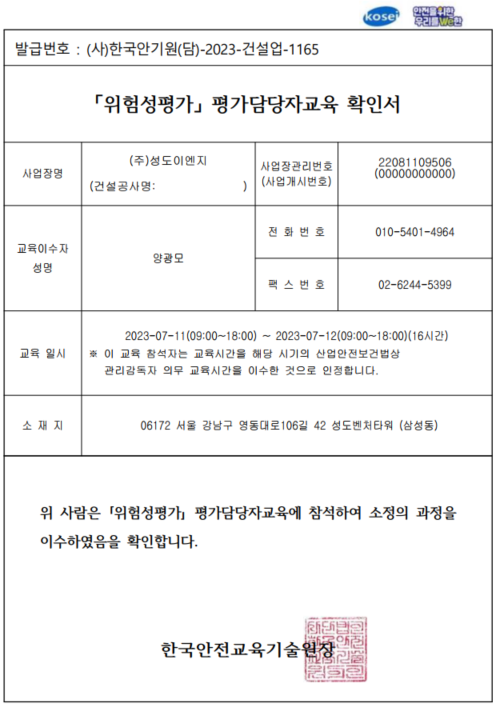 kosei 안전을위한 우리를We한
발급번호 : (사)한국안기원(담)-2023-건설업-1165
「위험성평가」 평가담당자교육 확인서
사업장명
(주)성도이엔지
(건설공사명: )
사업장관리번호
(사업개시번호)
22081109506
(00000000000)
교육이수자
성명
양광모
전 화 번 호
010-5401-4964
팩 스 번 호
02-6244-5399
교육 일시
2023-07-11(09:00~18:00) ~ 2023-07-12(09:00~18:00)(16시간)
※ 이 교육 참석자는 교육시간을 해당 시기의 산업안전보건법상
관리감독자 의무 교육시간을 이수한 것으로 인정합니다.
소 재 지
06172 서울 강남구 영동대로106길 42 성도벤처타워 (삼성동)
위 사람은 「위험성평가」 평가담당자교육에 참석하여 소정의 과정을
이수하였음을 확인합니다.
한국안전교육기술원장